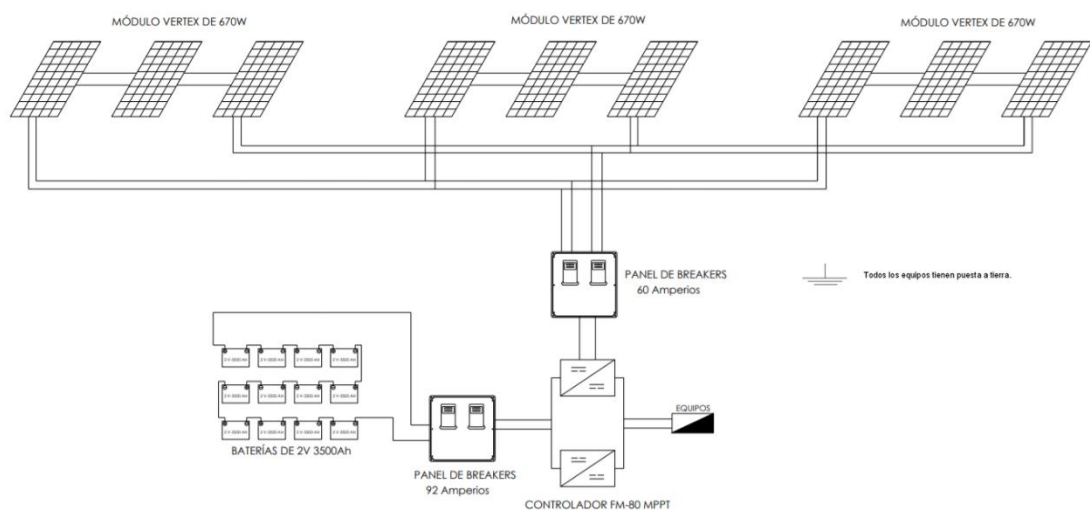 MÓDULO VERTEX DE 670W
MÓDULO VERTEX DE 670W
MÓDULO VERTEX DE 670W
PANEL DE BREAKERS
60 Amperios
Todos los equipos tienen puesta a tierra.
EQUIPOS
BATERÍAS DE 2V 3500Ah
PANEL DE BREAKERS
92 Amperios
CONTROLADOR FM-80 MPPT